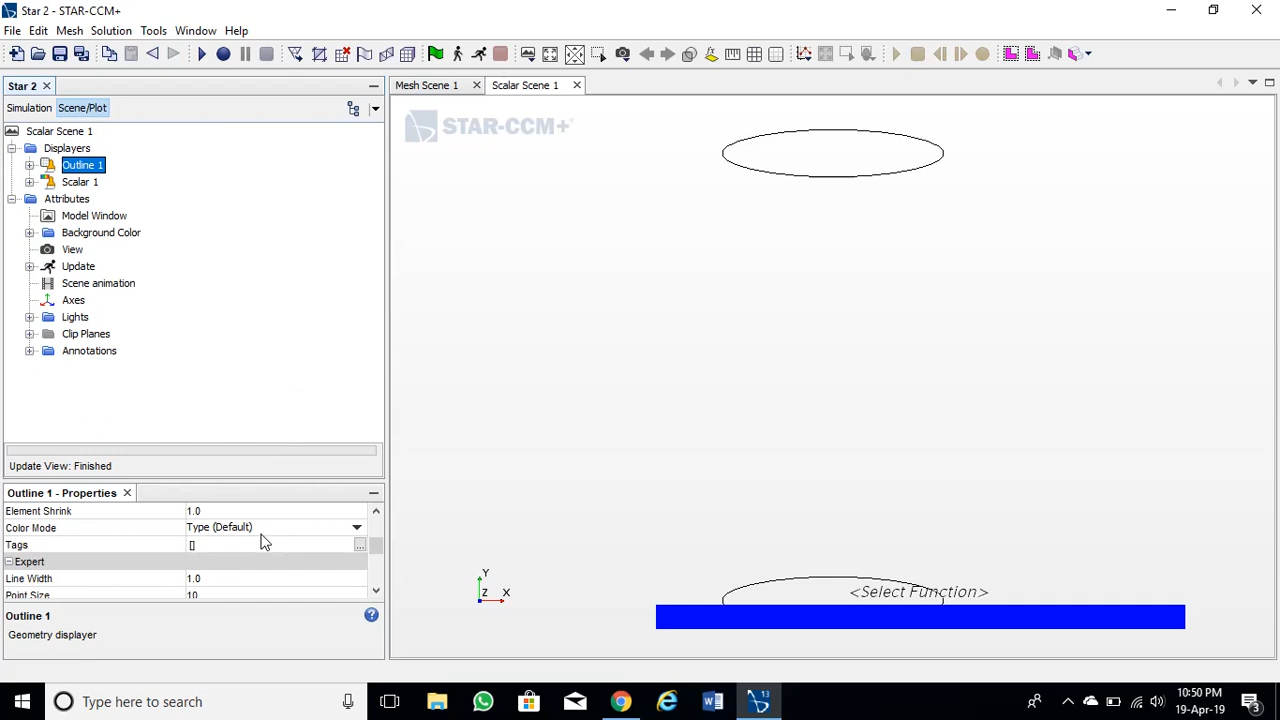 Star 2 - STAR-CCM+
File Edit Mesh Solution Tools Window Help
Star 2
Mesh Scene 1
Scalar Scene 1
Simulation Scene/Plot
Scalar Scene 1
Displayers
Outline 1
Scalar 1
Attributes
Model Window
Background Color
View
Update
Scene animation
Axes
Lights
Clip Planes
Annotations
Update View: Finished
STAR-CCM+
Y
Z X
<Select Function>
Outline 1 - Properties
Element Shrink 1.0
Color Mode Type (Default)
Tags []
Expert
Line Width 1.0
Point Size 10
Outline 1
Geometry displayer
Type here to search
13
10:50 PM
19-Apr-19
3